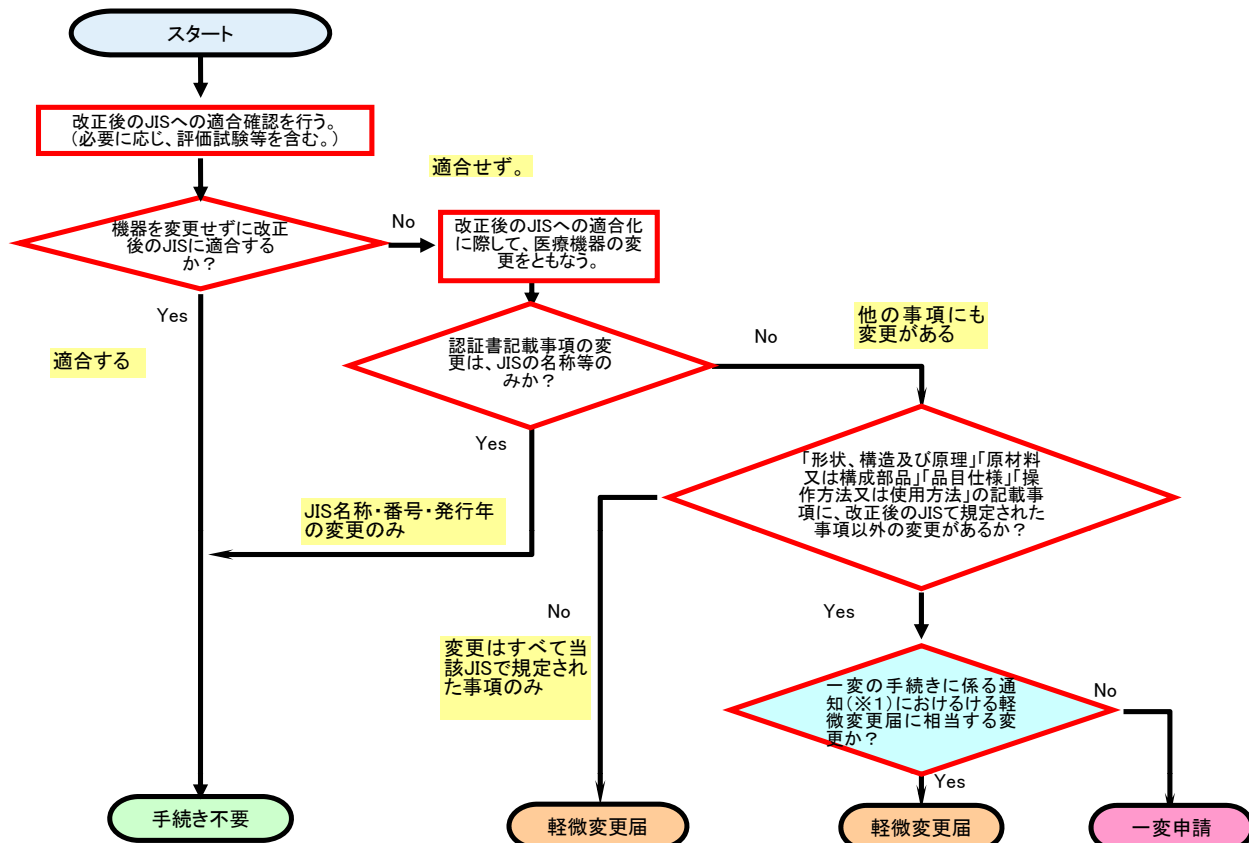 スタート
改正後のJISへの適合確認を行う。
（必要に応じ、評価試験等を含む。）
適合せず。
機器を変更せずに改正
後のJISに適合する
か？
No
改正後のJISへの適合化
に際して、医療機器の変
更をともなう。
Yes
適合する
認証書記載事項の変
更は、JISの名称等の
みか？
No
他の事項にも
変更がある
Yes
JIS名称・番号・発行年
の変更のみ
「形状、構造及び原理」「原材料
又は構成部品」「品目仕様」「操
作方法又は使用方法」の記載事
項に、改正後のJISで規定された
事項以外の変更があるか？
No
変更はすべて当
該JISで規定され
た事項のみ
Yes
一変の手続きに係る通
知（※１）におけるける軽
微変更届に相当する変
更か？
No
Yes
手続き不要
軽微変更届
軽微変更届
一変申請